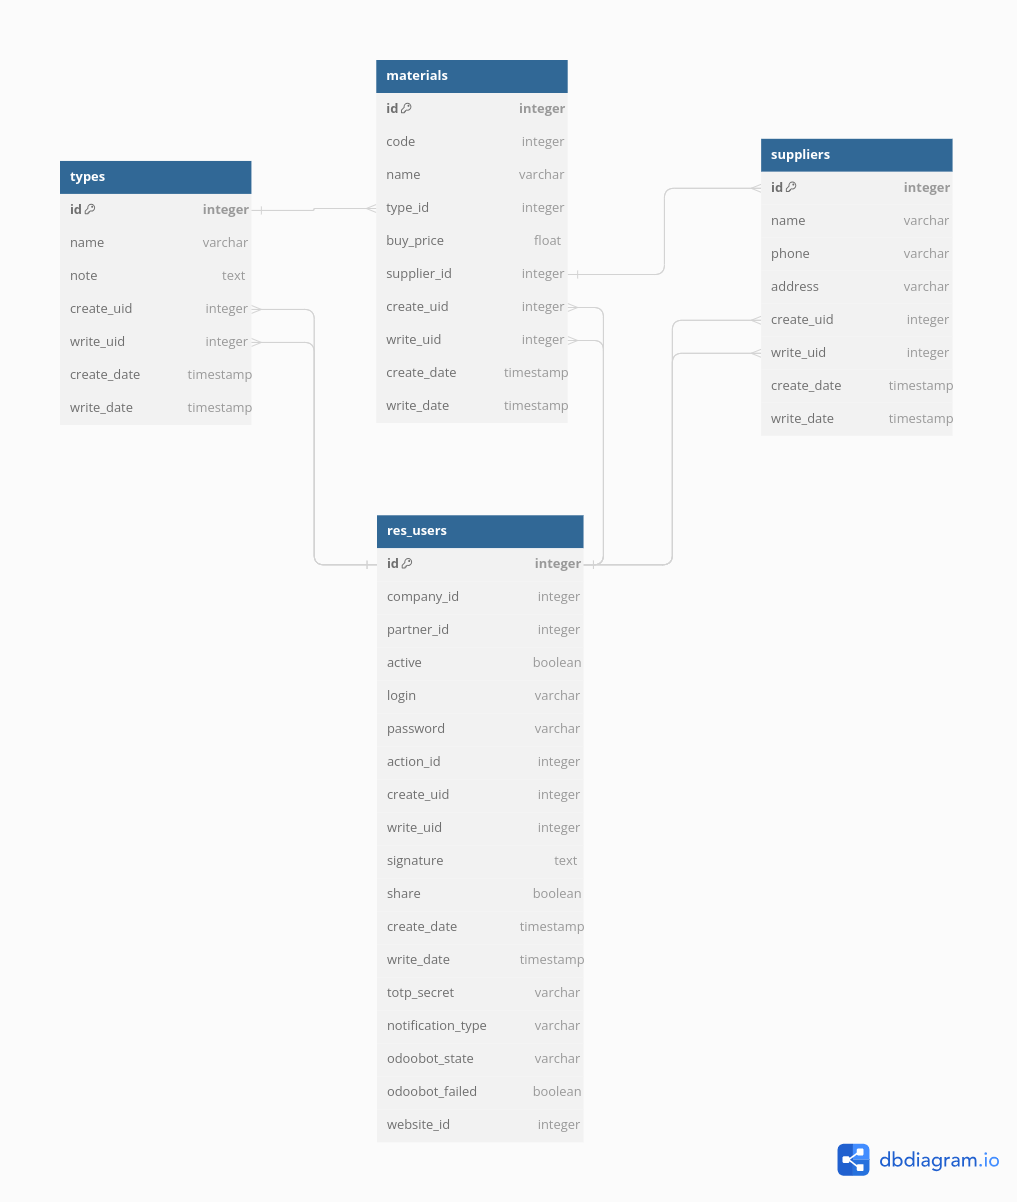 materials
id integer
code integer
name varchar
type_id integer
buy_price float
supplier_id integer
create_uid integer
write_uid integer
create_date timestamp
write_date timestamp
types
id integer
name varchar
note text
create_uid integer
write_uid integer
create_date timestamp
write_date timestamp
suppliers
id integer
name varchar
phone varchar
address varchar
create_uid integer
write_uid integer
create_date timestamp
write_date timestamp
res_users
id integer
company_id integer
partner_id integer
active boolean
login varchar
password varchar
action_id integer
create_uid integer
write_uid integer
signature text
share boolean
create_date timestamp
write_date timestamp
totp_secret varchar
notification_type varchar
odoobot_state varchar
odoobot_failed boolean
website_id integer
dbdiagram.io